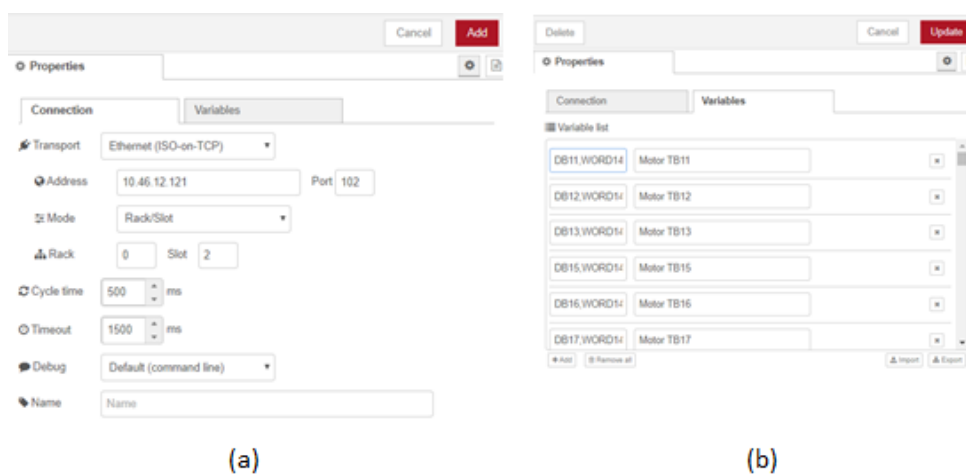 Cancel Add
Properties
Connection Variables
Transport Ethernet (ISO-on-TCP)
Address 10.46.12.121 Port 102
Mode Rack/Slot
Rack 0 Slot 2
Cycle time 500 ms
Timeout 1500 ms
Debug Default (command line)
Name Name
(a)
Delete Cancel Update
Properties
Connection Variables
Variable list
DB11,WORD14 Motor TB11
DB12,WORD14 Motor TB12
DB13,WORD14 Motor TB13
DB15,WORD14 Motor TB15
DB16,WORD14 Motor TB16
DB17,WORD14 Motor TB17
Add Remove all Import Export
(b)